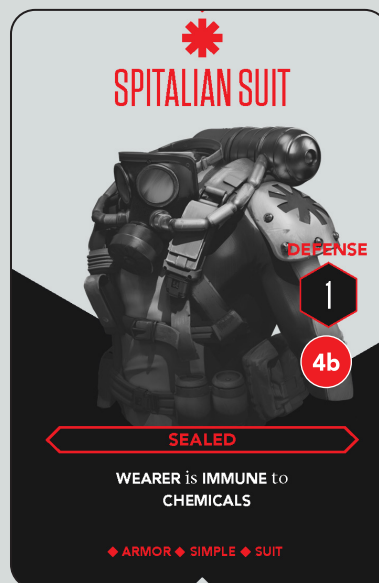 SPITALIAN SUIT
DEFENSE
1
4b
SEALED
WEARER is IMMUNE to
CHEMICALS
◆ ARMOR ◆ SIMPLE ◆ SUIT